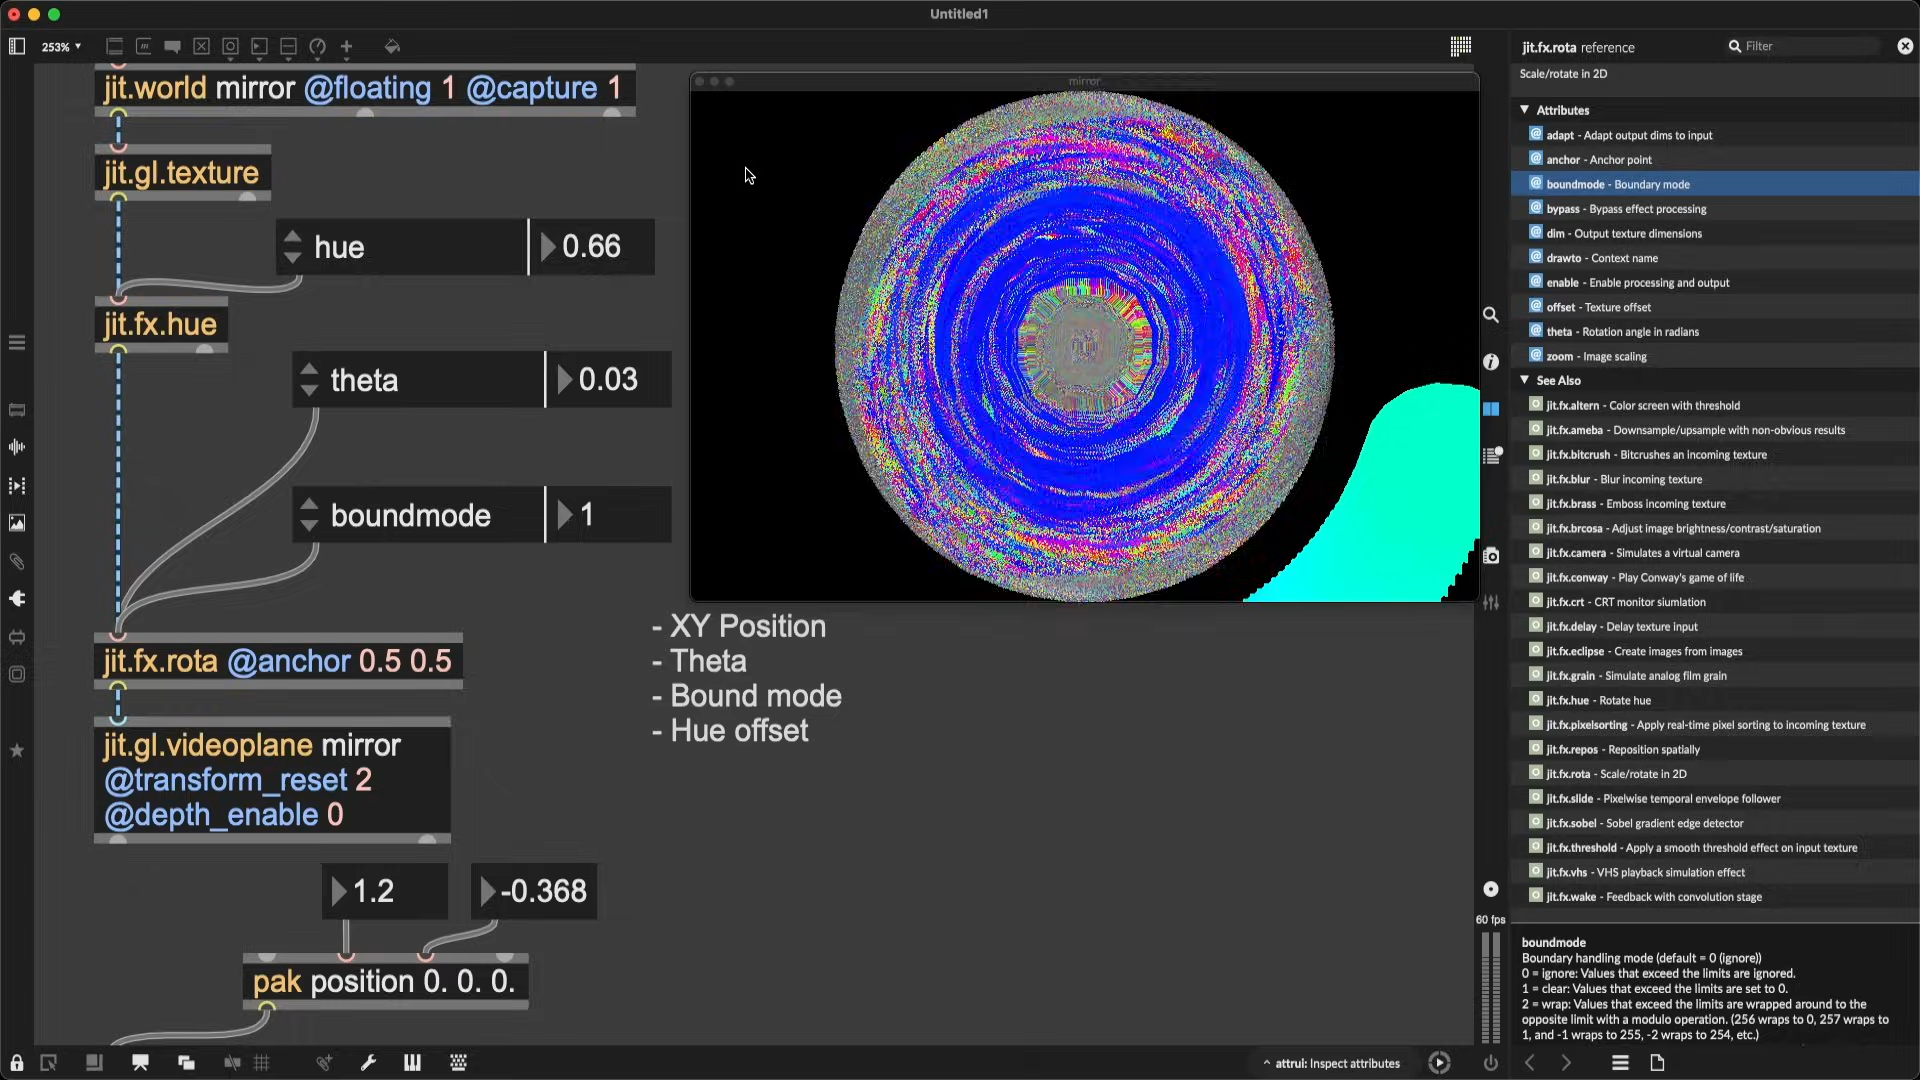 Untitled1
253%
jit.world mirror @floating 1 @capture 1
jit.gl.texture
hue 0.66
jit.fx.hue
theta 0.03
boundmode 1
jit.fx.rota @anchor 0.5 0.5
jit.gl.videoplane mirror
@transform_reset 2
@depth_enable 0
1.2 -0.368
pak position 0. 0. 0.
mirror
- XY Position
- Theta
- Bound mode
- Hue offset
60 fps
^ attrui: Inspect attributes
jit.fx.rota reference
Filter
Scale/rotate in 2D
Attributes
adapt - Adapt output dims to input
anchor - Anchor point
boundmode - Boundary mode
bypass - Bypass effect processing
dim - Output texture dimensions
drawto - Context name
enable - Enable processing and output
offset - Texture offset
theta - Rotation angle in radians
zoom - Image scaling
See Also
jit.fx.altern - Color screen with threshold
jit.fx.ameba - Downsample/upsample with non-obvious results
jit.fx.bitcrush - Bitcrushes an incoming texture
jit.fx.blur - Blur incoming texture
jit.fx.brass - Emboss incoming texture
jit.fx.brcosa - Adjust image brightness/contrast/saturation
jit.fx.camera - Simulates a virtual camera
jit.fx.conway - Play Conway's game of life
jit.fx.crt - CRT monitor siumlation
jit.fx.delay - Delay texture input
jit.fx.eclipse - Create images from images
jit.fx.grain - Simulate analog film grain
jit.fx.hue - Rotate hue
jit.fx.pixelsorting - Apply real-time pixel sorting to incoming texture
jit.fx.repos - Reposition spatially
jit.fx.rota - Scale/rotate in 2D
jit.fx.slide - Pixelwise temporal envelope follower
jit.fx.sobel - Sobel gradient edge detector
jit.fx.threshold - Apply a smooth threshold effect on input texture
jit.fx.vhs - VHS playback simulation effect
jit.fx.wake - Feedback with convolution stage
boundmode
Boundary handling mode (default = 0 (ignore))
0 = ignore: Values that exceed the limits are ignored.
1 = clear: Values that exceed the limits are set to 0.
2 = wrap: Values that exceed the limits are wrapped around to the
opposite limit with a modulo operation. (256 wraps to 0, 257 wraps to
1, and -1 wraps to 255, -2 wraps to 254, etc.)